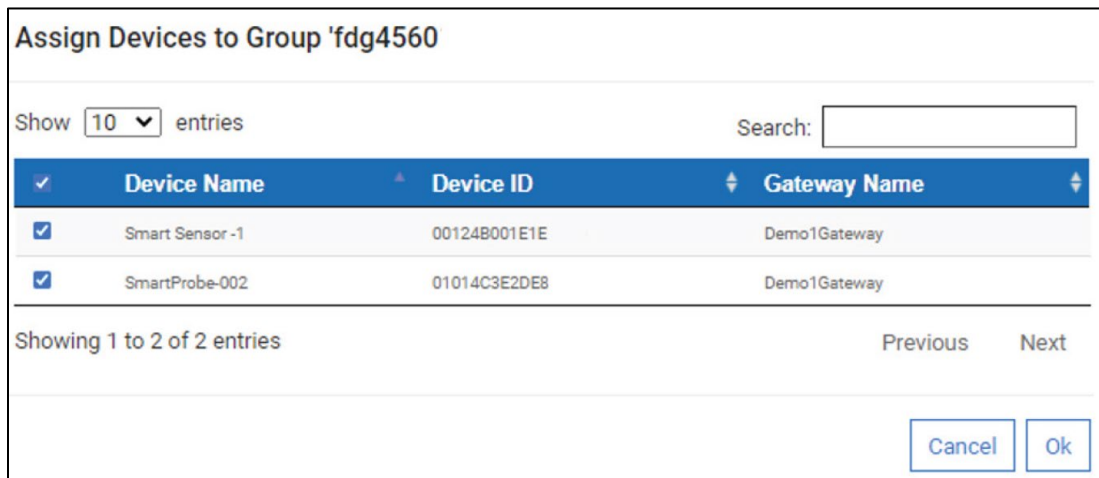 Assign Devices to Group 'fdg4560
Show 10 entries Search:
Device Name Device ID Gateway Name
Smart Sensor -1 00124B001E1E Demo1Gateway
SmartProbe-002 01014C3E2DE8 Demo1Gateway
Showing 1 to 2 of 2 entries Previous Next
Cancel Ok